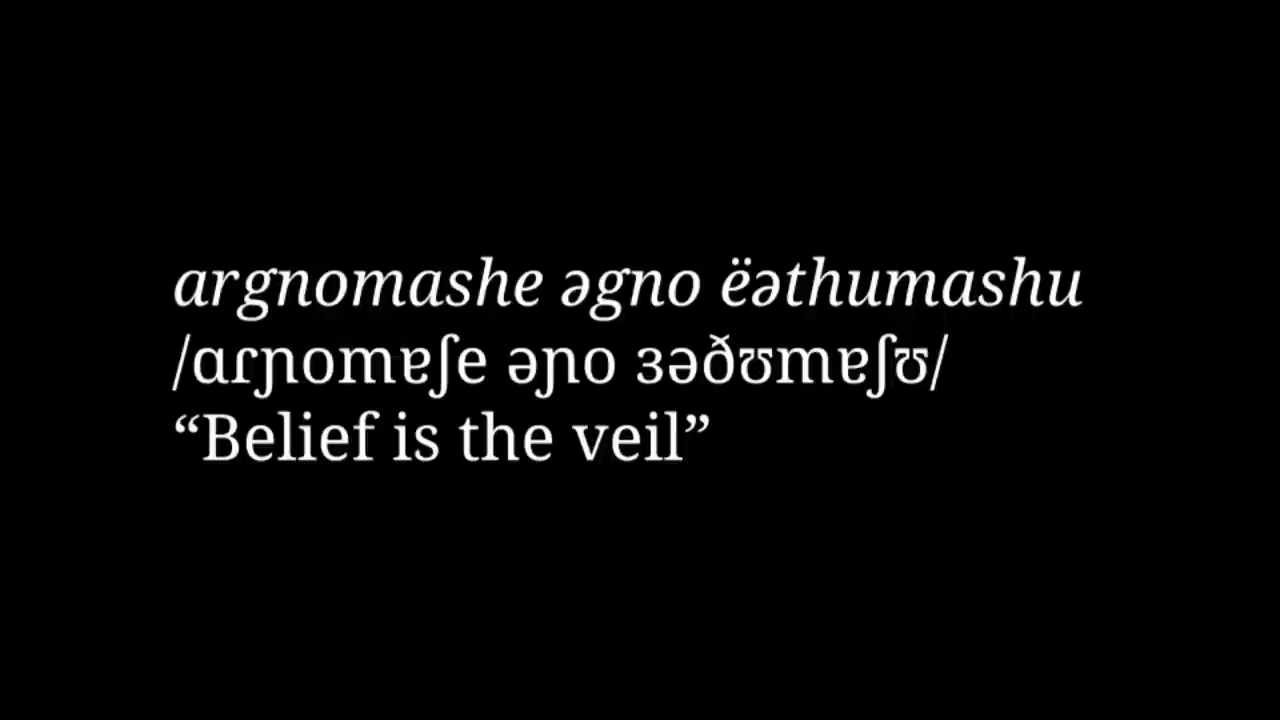 argnomashe əgno ëəthumashu
/ɑɾɲomɐʃe əɲo ɜəðʊmɐʃʊ/
“Belief is the veil”